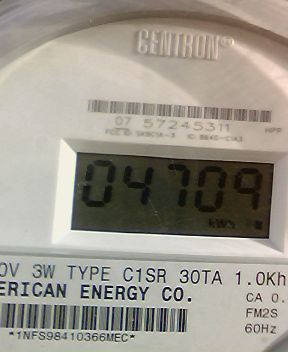 CENTRON®
07 57245311 HPP
04709
kWh
0V 3W TYPE C1SR 30TA 1.0Kh
ERICAN ENERGY CO. CA 0.
FM2S
*1NFS98410366MEC* 60Hz